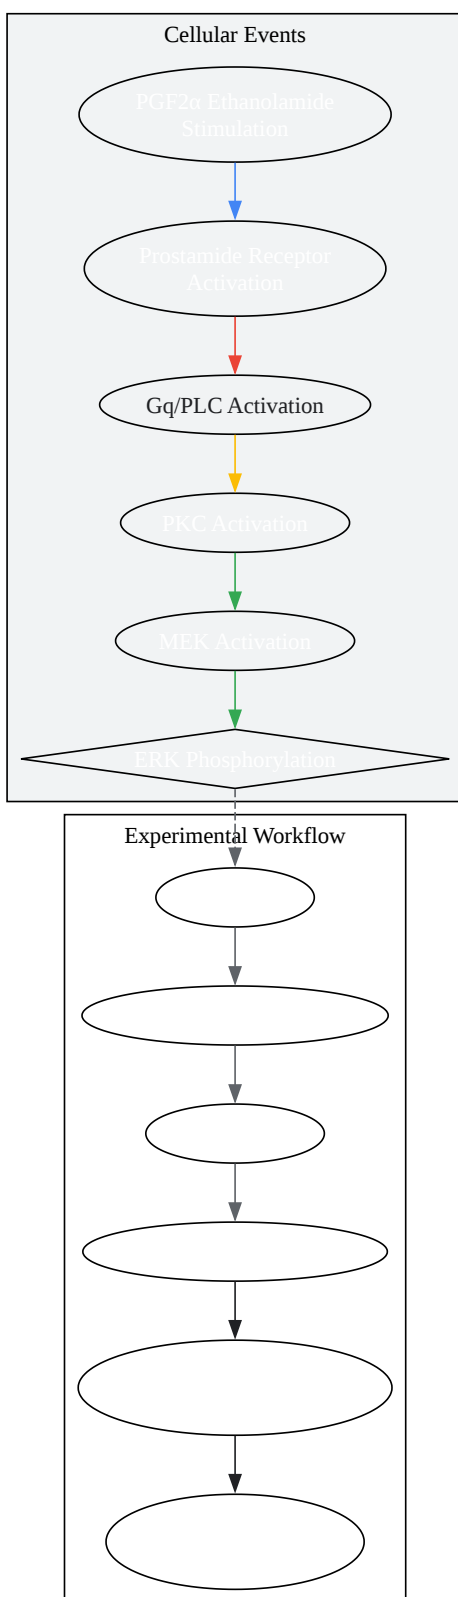 Cellular Events
PGF2α Ethanolamide
Stimulation
Prostamide Receptor
Activation
Gq/PLC Activation
PKC Activation
MEK Activation
ERK Phosphorylation
Experimental Workflow